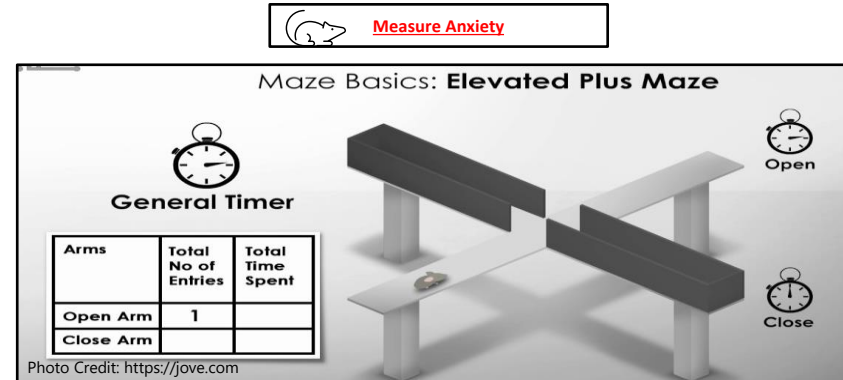 Measure Anxiety
Maze Basics: Elevated Plus Maze
Open
General Timer
Arms
Total No of Entries
Total Time Spent
Open Arm 1
Close Arm
Close
Photo Credit: https://jove.com